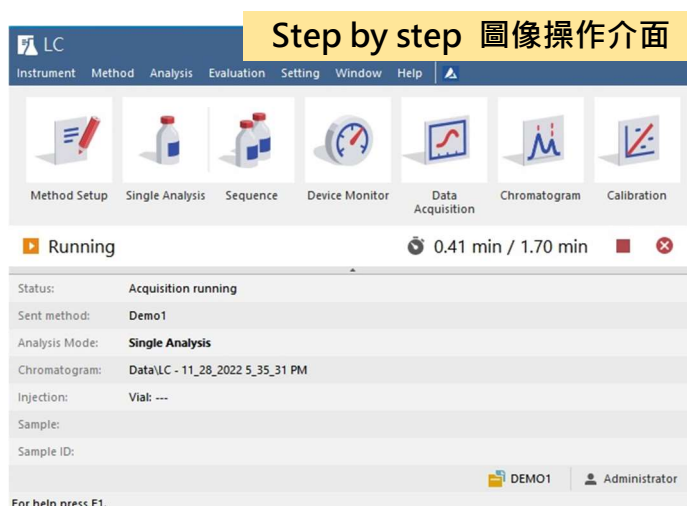 Step by step 圖像操作介面
LC
Instrument Method Analysis Evaluation Setting Window Help
Method Setup Single Analysis Sequence Device Monitor Data Acquisition Chromatogram Calibration
Running 0.41 min / 1.70 min
Status: Acquisition running
Sent method: Demo1
Analysis Mode: Single Analysis
Chromatogram: Data\LC - 11_28_2022 5_35_31 PM
Injection: Vial: ---
Sample:
Sample ID:
DEMO1 Administrator
For help press F1.